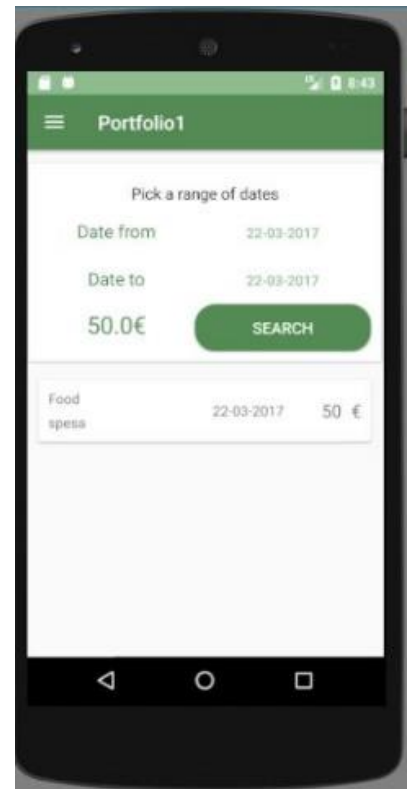 8:43
Portfolio1
Pick a range of dates
Date from 22-03-2017
Date to 22-03-2017
50.0€ SEARCH
Food
spesa 22-03-2017 50 €